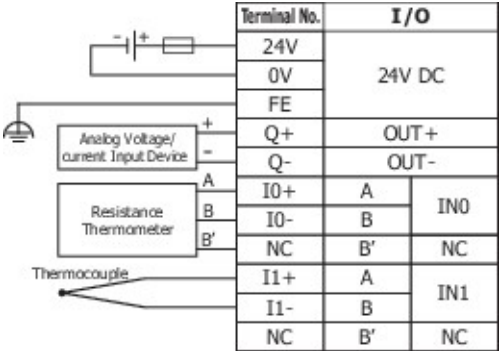 Terminal No. I/O
- + 24V
0V 24V DC
FE
+ Q+ OUT+
Analog Voltage/
current Input Device
- Q- OUT-
A I0+ A IN0
Resistance
Thermometer
B I0- B
B' NC B' NC
Thermocouple I1+ A IN1
I1- B
NC B' NC